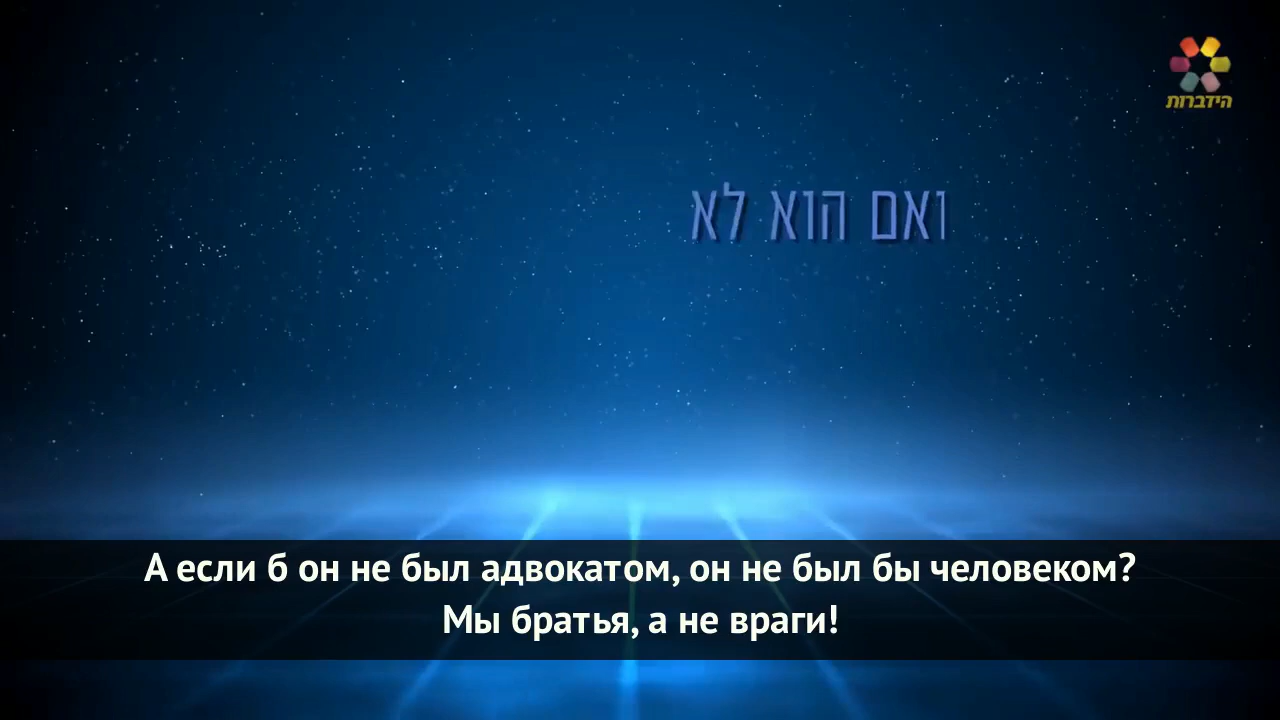 הידברות
ואם הוא לא
А если б он не был адвокатом, он не был бы человеком?
Мы братья, а не враги!